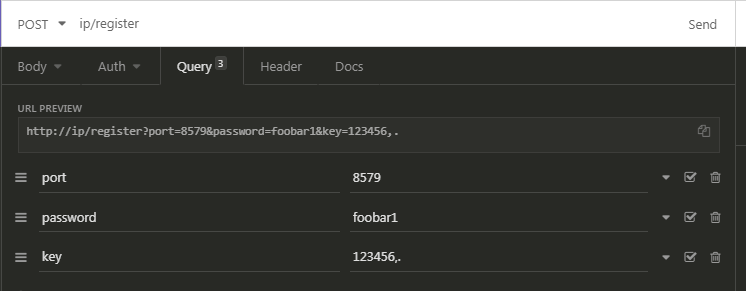 POST ip/register Send
Body Auth Query 3 Header Docs
URL PREVIEW
http://ip/register?port=8579&password=foobar1&key=123456,.
port 8579
password foobar1
key 123456,.